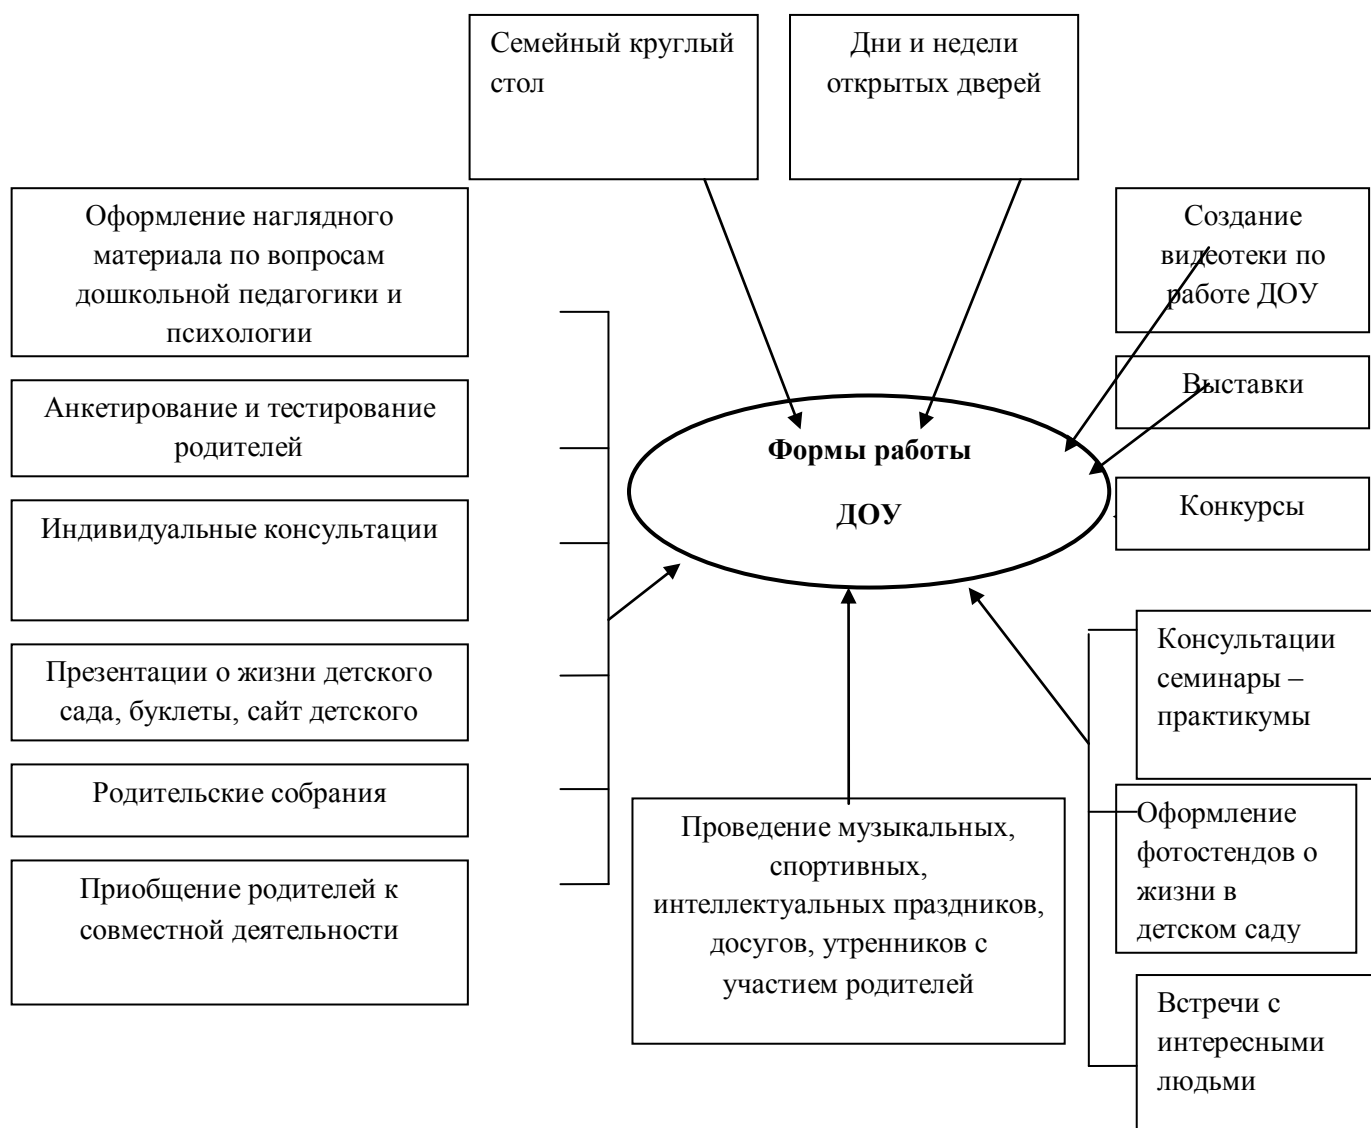 Семейный круглый
стол
Дни и недели
открытых дверей
Оформление наглядного
материала по вопросам
дошкольной педагогики и
психологии
Анкетирование и тестирование
родителей
Индивидуальные консультации
Презентации о жизни детского
сада, буклеты, сайт детского
Родительские собрания
Приобщение родителей к
совместной деятельности
Формы работы
ДОУ
Проведение музыкальных,
спортивных,
интеллектуальных праздников,
досугов, утренников с
участием родителей
Создание
видеотеки по
работе ДОУ
Выставки
Конкурсы
Консультации
семинары –
практикумы
Оформление
фотостендов о
жизни в
детском саду
Встречи с
интересными
людьми